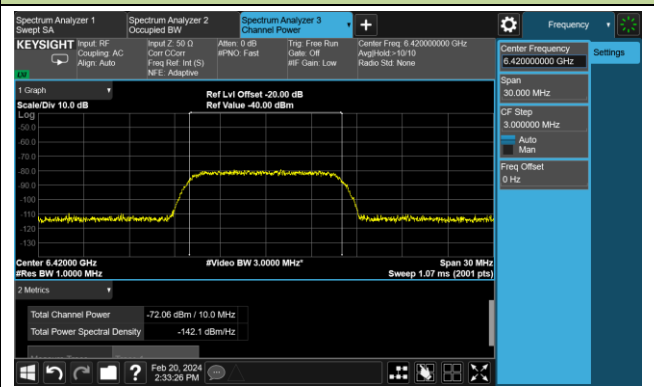 Spectrum Analyzer 1
Swept SA
Spectrum Analyzer 2
Occupied BW
Spectrum Analyzer 3
Channel Power
Frequency
KEYSIGHT
Input: RF
Coupling: AC
Align: Auto
Input Z: 50 Ω
Corr CCorr
Freq Ref: Int (S)
NFE: Adaptive
Atten: 0 dB
#PNO: Fast
Trig: Free Run
Gate: Off
#IF Gain: Low
Center Freq: 6.420000000 GHz
Avg|Hold:>10/10
Radio Std: None
Center Frequency
6.420000000 GHz
Settings
Span
30.000 MHz
CF Step
3.000000 MHz
Auto
Man
Freq Offset
0 Hz
1 Graph
Scale/Div 10.0 dB
Ref Lvl Offset -20.00 dB
Ref Value -40.00 dBm
Log
-50.0
-60.0
-70.0
-80.0
-90.0
-100
-110
-120
-130
Center 6.42000 GHz
#Res BW 1.0000 MHz
#Video BW 3.0000 MHz*
Span 30 MHz
Sweep 1.07 ms (2001 pts)
2 Metrics
Total Channel Power -72.06 dBm / 10.0 MHz
Total Power Spectral Density -142.1 dBm/Hz
?
Feb 20, 2024
2:33:26 PM